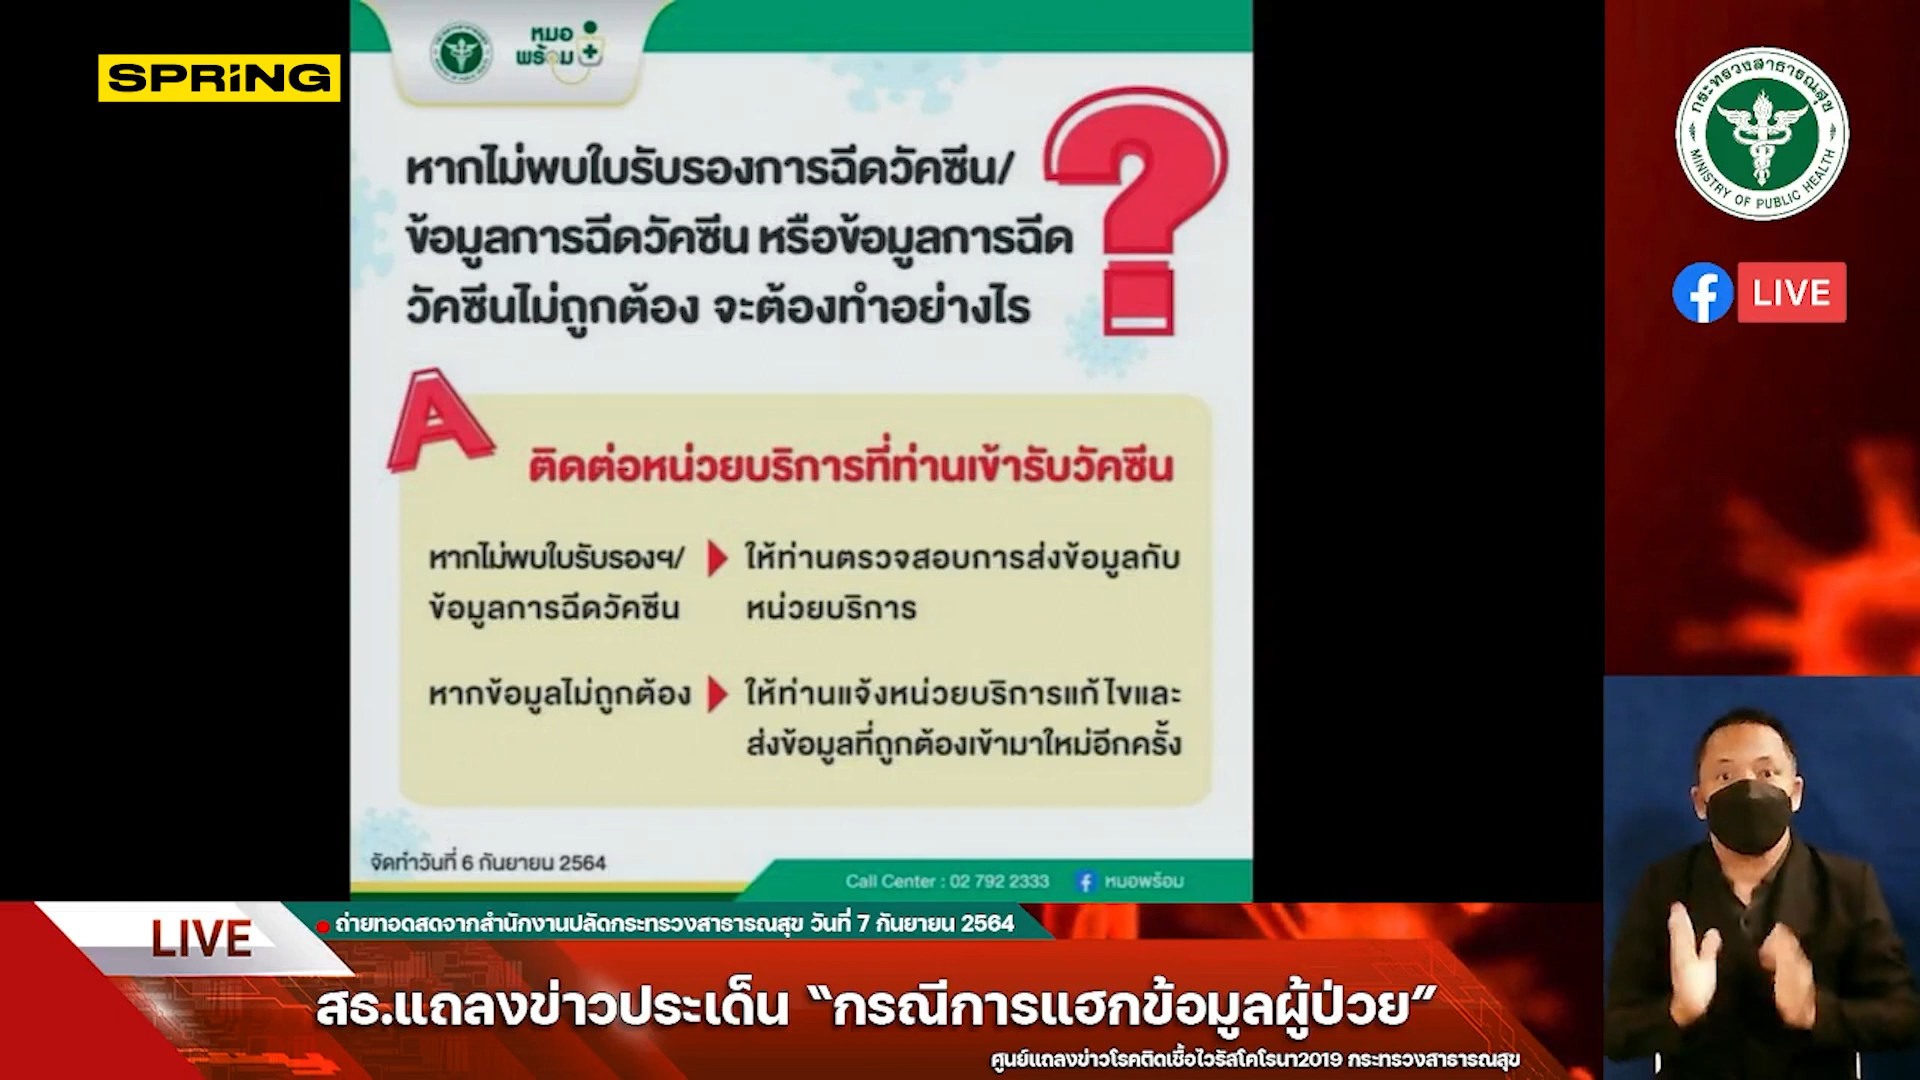 SPRiNG
หมอ
พร้อม
หากไม่พบใบรับรองการฉีดวัคซีน/
ข้อมูลการฉีดวัคซีน หรือข้อมูลการฉีด
วัคซีนไม่ถูกต้อง จะต้องทำอย่างไร
?
A
ติดต่อหน่วยบริการที่ท่านเข้ารับวัคซีน
หากไม่พบใบรับรองฯ/
ข้อมูลการฉีดวัคซีน
ให้ท่านตรวจสอบการส่งข้อมูลกับ
หน่วยบริการ
หากข้อมูลไม่ถูกต้อง
ให้ท่านแจ้งหน่วยบริการแก้ไขและ
ส่งข้อมูลที่ถูกต้องเข้ามาใหม่อีกครั้ง
จัดทำวันที่ 6 กันยายน 2564
Call Center : 02 792 2333
หมอพร้อม
กระทรวงสาธารณสุข
MINISTRY OF PUBLIC HEALTH
LIVE
LIVE
ถ่ายทอดสดจากสำนักงานปลัดกระทรวงสาธารณสุข วันที่ 7 กันยายน 2564
สธ.แถลงข่าวประเด็น “กรณีการแฮกข้อมูลผู้ป่วย”
ศูนย์แถลงข่าวโรคติดเชื้อไวรัสโคโรนา2019 กระทรวงสาธารณสุข